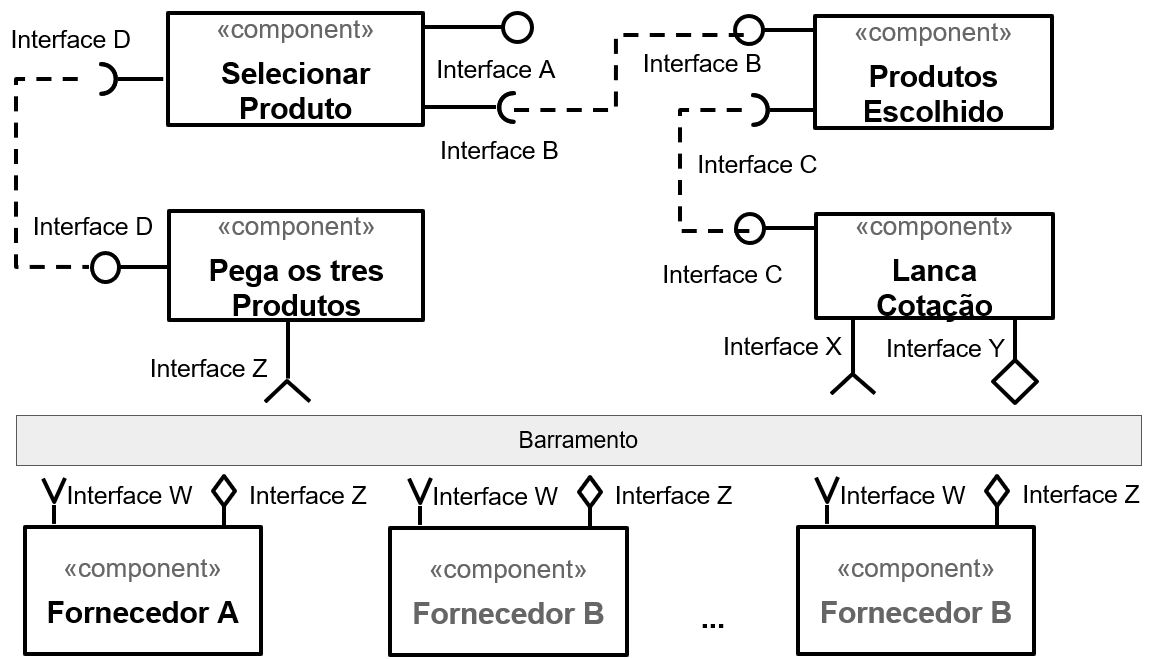 Interface D
«component»
Selecionar
Produto
Interface A
Interface B
Interface B
«component»
Produtos
Escolhido
Interface C
Interface D
«component»
Pega os tres
Produtos
Interface Z
Interface C
«component»
Lanca
Cotação
Interface X
Interface Y
Barramento
Interface W
Interface Z
Interface W
Interface Z
Interface W
Interface Z
«component»
Fornecedor A
«component»
Fornecedor B
...
«component»
Fornecedor B